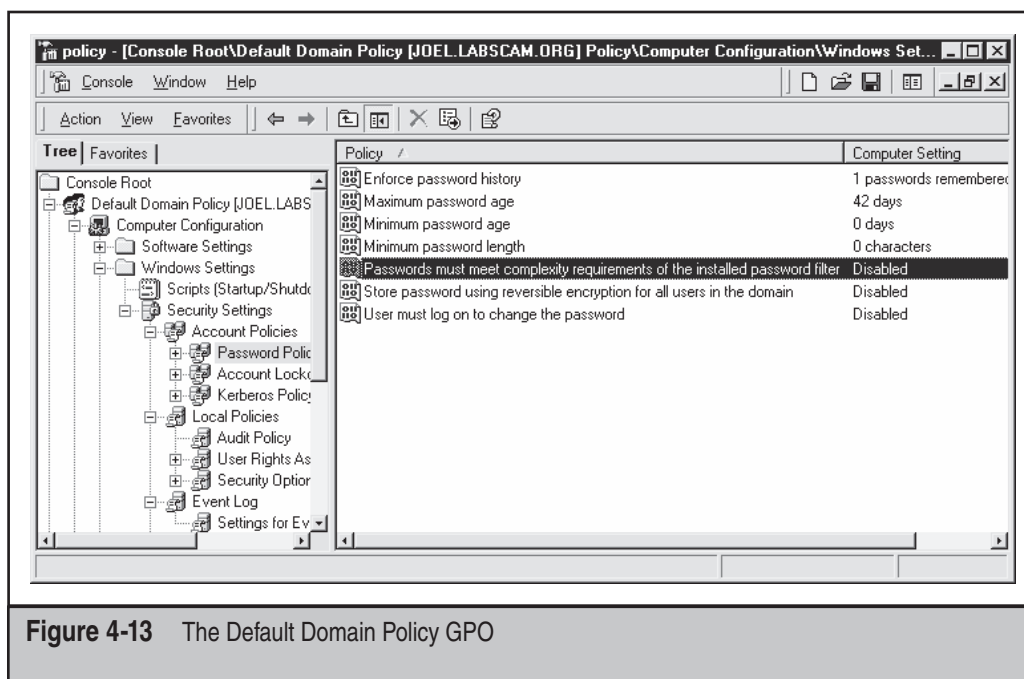 policy - [Console Root\Default Domain Policy [JOEL.LABSCAM.ORG] Policy\Computer Configuration\Windows Set...
Console Window Help
Action View Favorites
Tree Favorites
Console Root
Default Domain Policy [JOEL.LABS
Computer Configuration
Software Settings
Windows Settings
Scripts (Startup/Shutdo
Security Settings
Account Policies
Password Polic
Account Locko
Kerberos Policy
Local Policies
Audit Policy
User Rights As
Security Option
Event Log
Settings for Ev
Policy Computer Setting
Enforce password history 1 passwords remembered
Maximum password age 42 days
Minimum password age 0 days
Minimum password length 0 characters
Passwords must meet complexity requirements of the installed password filter Disabled
Store password using reversible encryption for all users in the domain Disabled
User must log on to change the password Disabled
Figure 4-13 The Default Domain Policy GPO